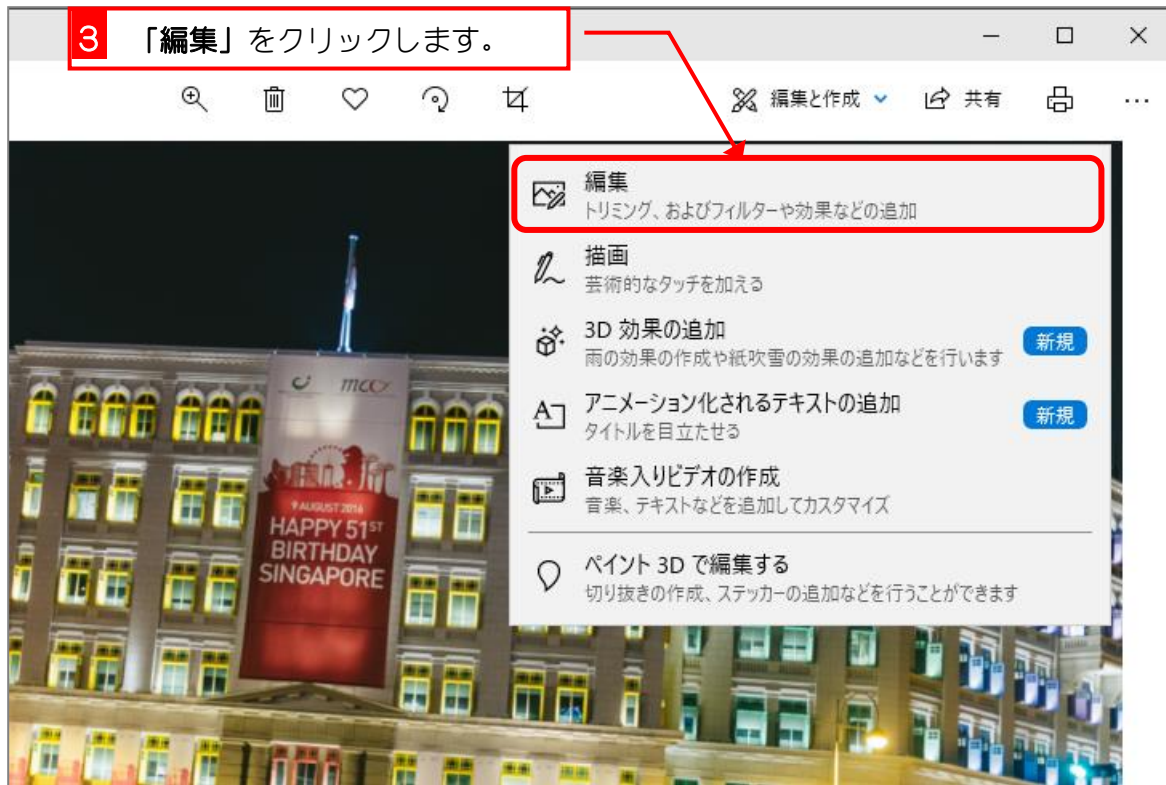 3 「編集」をクリックします。
編集と作成 共有 …
編集
トリミング、およびフィルターや効果などの追加
描画
芸術的なタッチを加える
3D 効果の追加
雨の効果の作成や紙吹雪の効果の追加などを行います
新規
アニメーション化されるテキストの追加
タイトルを目立たせる
新規
音楽入りビデオの作成
音楽、テキストなどを追加してカスタマイズ
ペイント 3D で編集する
切り抜きの作成、ステッカーの追加などを行うことができます
mccy
9 AUGUST 2016
HAPPY 51ST
BIRTHDAY
SINGAPORE